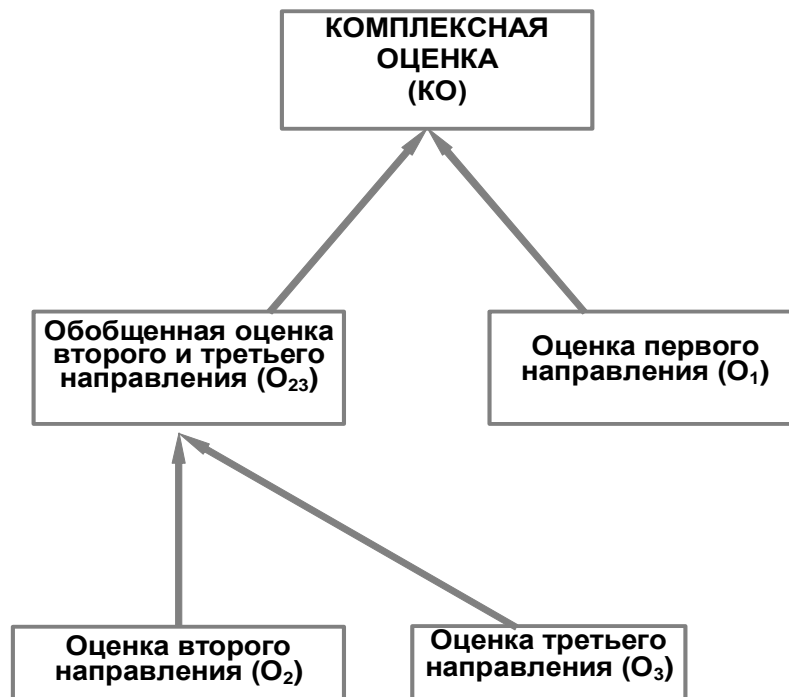 КОМПЛЕКСНАЯ
ОЦЕНКА
(КО)
Обобщенная оценка
второго и третьего
направления (О₂₃)
Оценка первого
направления (О₁)
Оценка второго
направления (О₂)
Оценка третьего
направления (О₃)